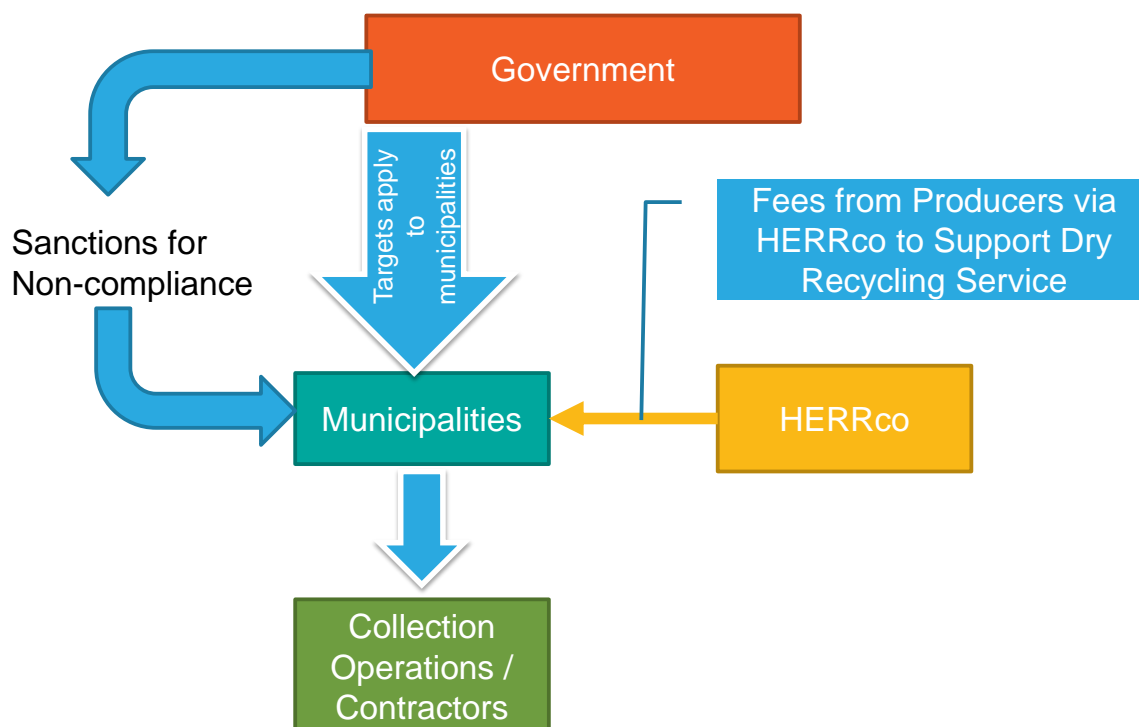 Government
Targets apply
to
municipalities
Fees from Producers via
HERRco to Support Dry
Recycling Service
Sanctions for
Non-compliance
Municipalities
HERRco
Collection
Operations /
Contractors